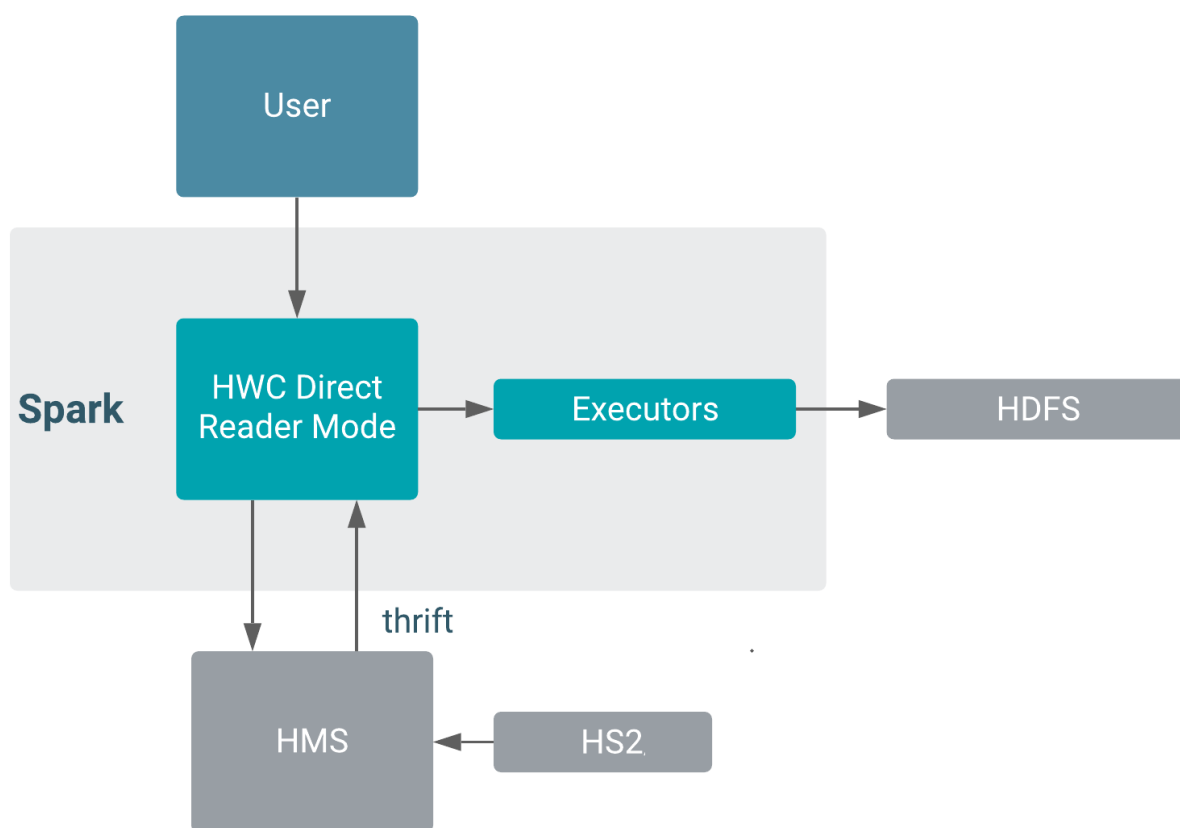 User
Spark
HWC Direct
Reader Mode
Executors
HDFS
thrift
HMS
HS2